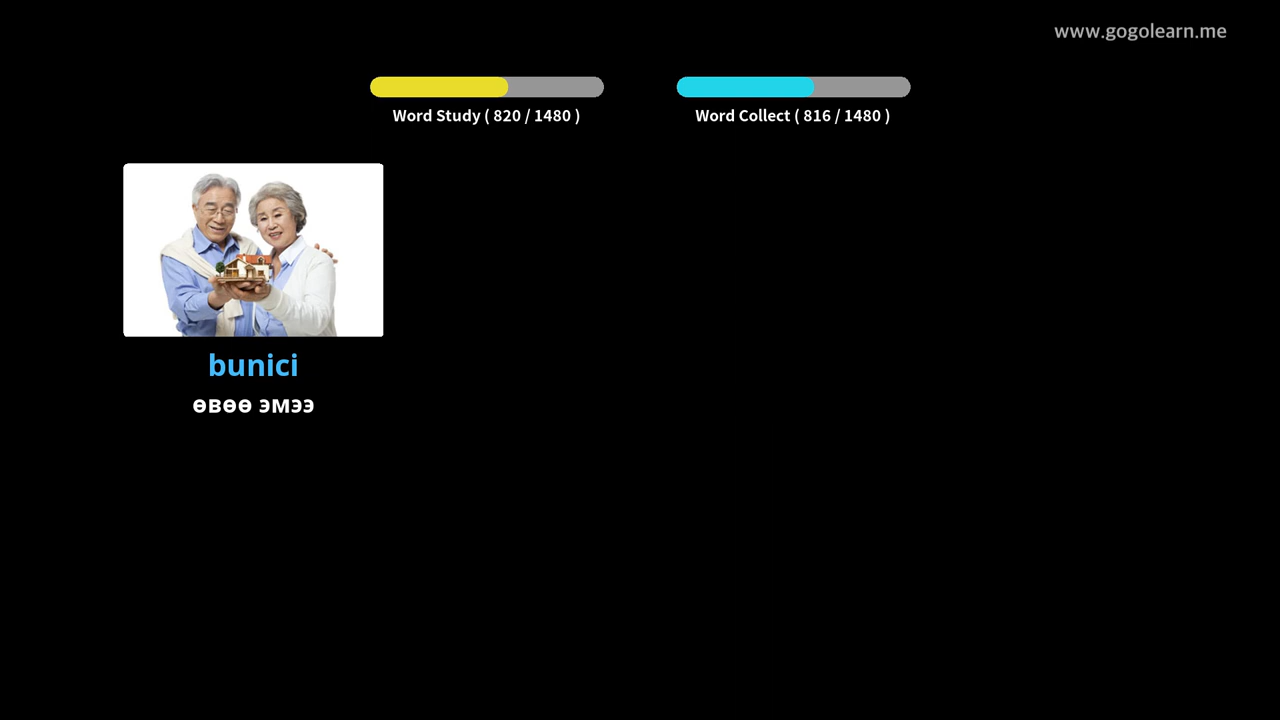 www.gogolearn.me
Word Study ( 820 / 1480 )
Word Collect ( 816 / 1480 )
bunici
өвөө эмээ